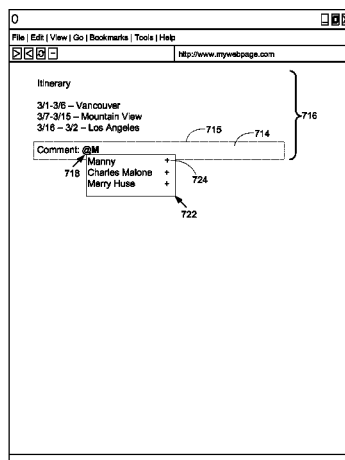 0
File | Edit | View | Go | Bookmarks | Tools | Help
http://www.mywebpage.com
Itinerary
3/1-3/6 – Vancouver
3/7-3/15 – Mountain View
3/16 – 3/2 – Los Angeles
716
715
714
Comment: @M
718
Manny +
Charles Malone +
Merry Huse +
724
722